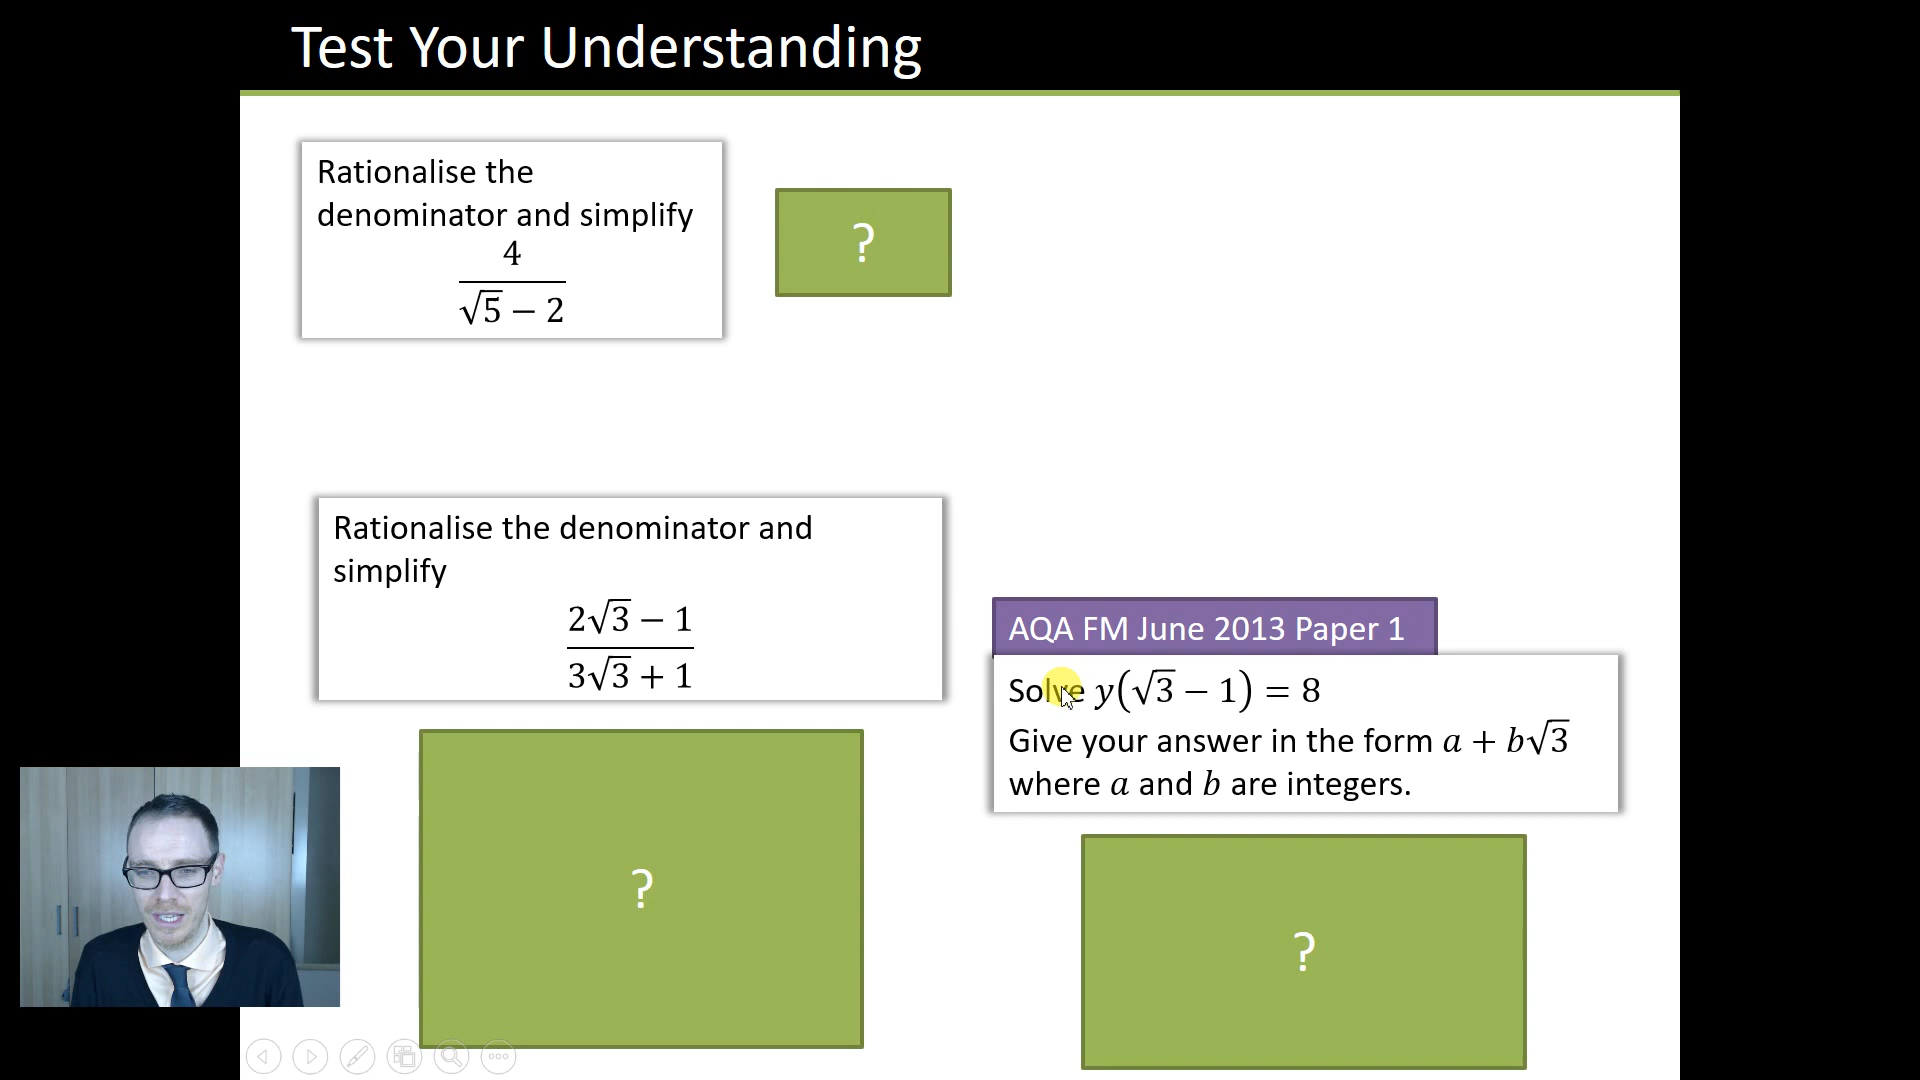 Test Your Understanding
Rationalise the
denominator and simplify
4
√5 − 2
?
Rationalise the denominator and
simplify
2√3 − 1
3√3 + 1
?
AQA FM June 2013 Paper 1
Solve y(√3 − 1) = 8
Give your answer in the form a + b√3
where a and b are integers.
?